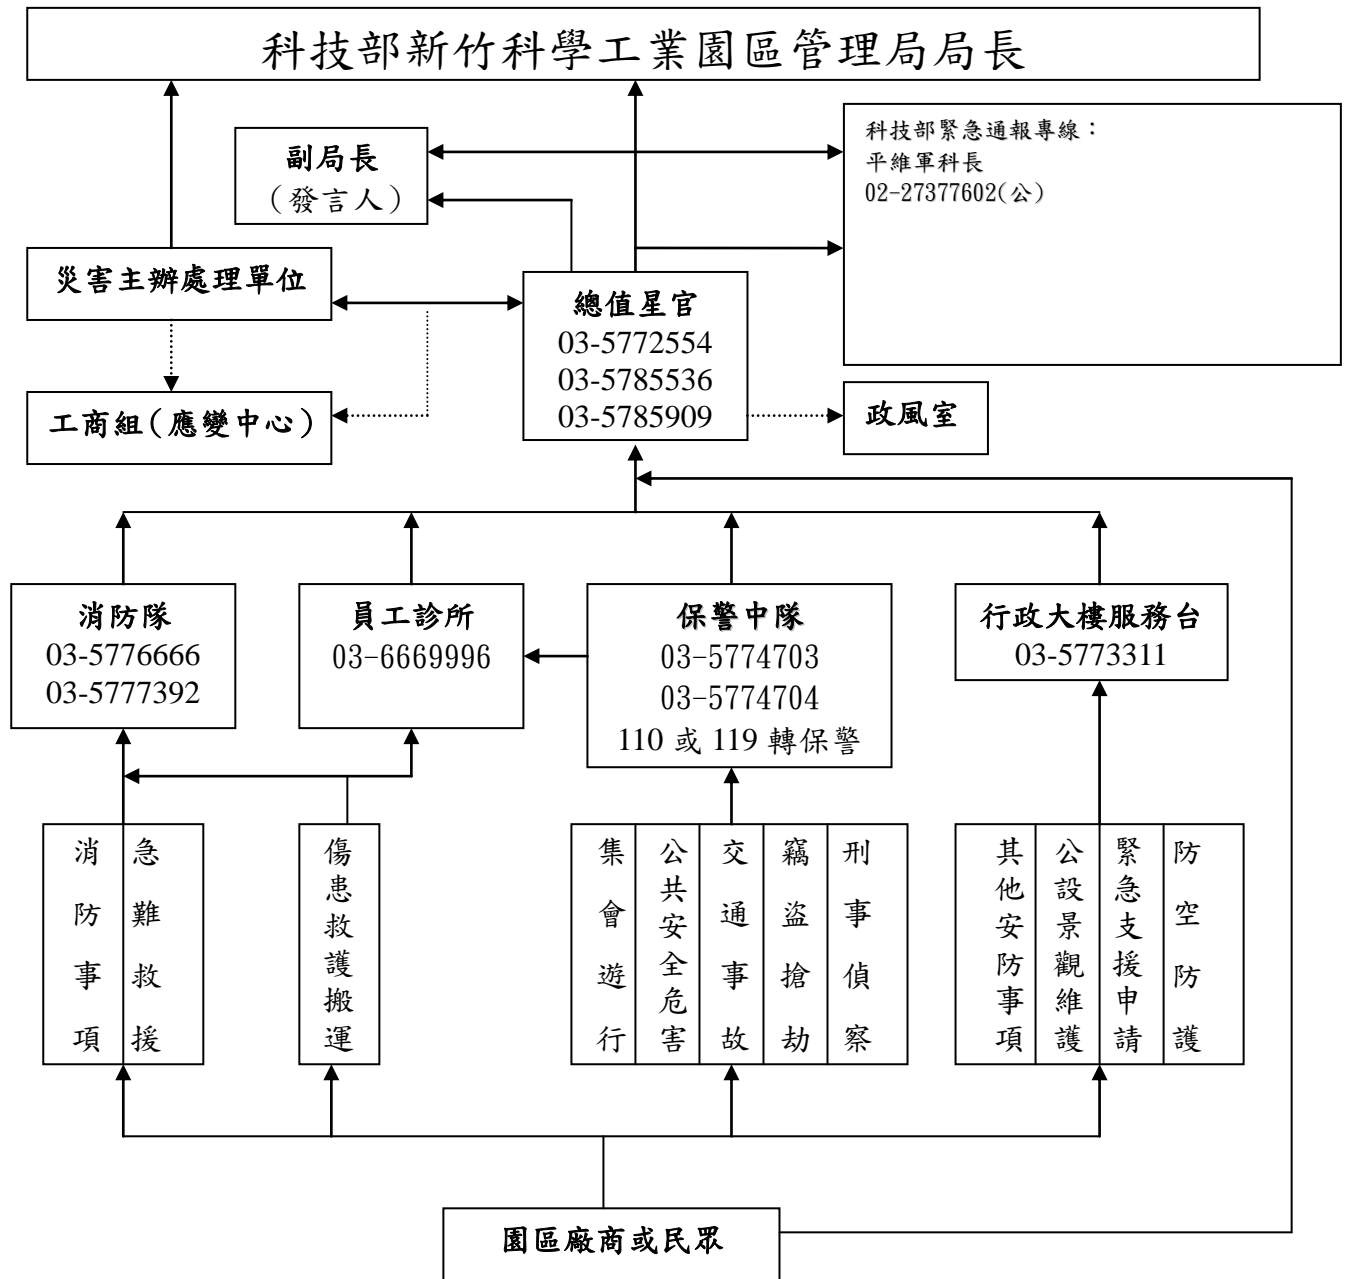 科技部新竹科學工業園區管理局局長
副局長
（發言人）
科技部緊急通報專線：
平維軍科長
02-27377602(公)
災害主辦處理單位
總值星官
03-5772554
03-5785536
03-5785909
工商組(應變中心)
政風室
消防隊
03-5776666
03-5777392
員工診所
03-6669996
保警中隊
03-5774703
03-5774704
110 或 119 轉保警
行政大樓服務台
03-5773311
消防事項
急難救援
傷患救護搬運
集會遊行
公共安全危害
交通事故
竊盜搶劫
刑事偵察
其他安防事項
公設景觀維護
緊急支援申請
防空防護
園區廠商或民眾